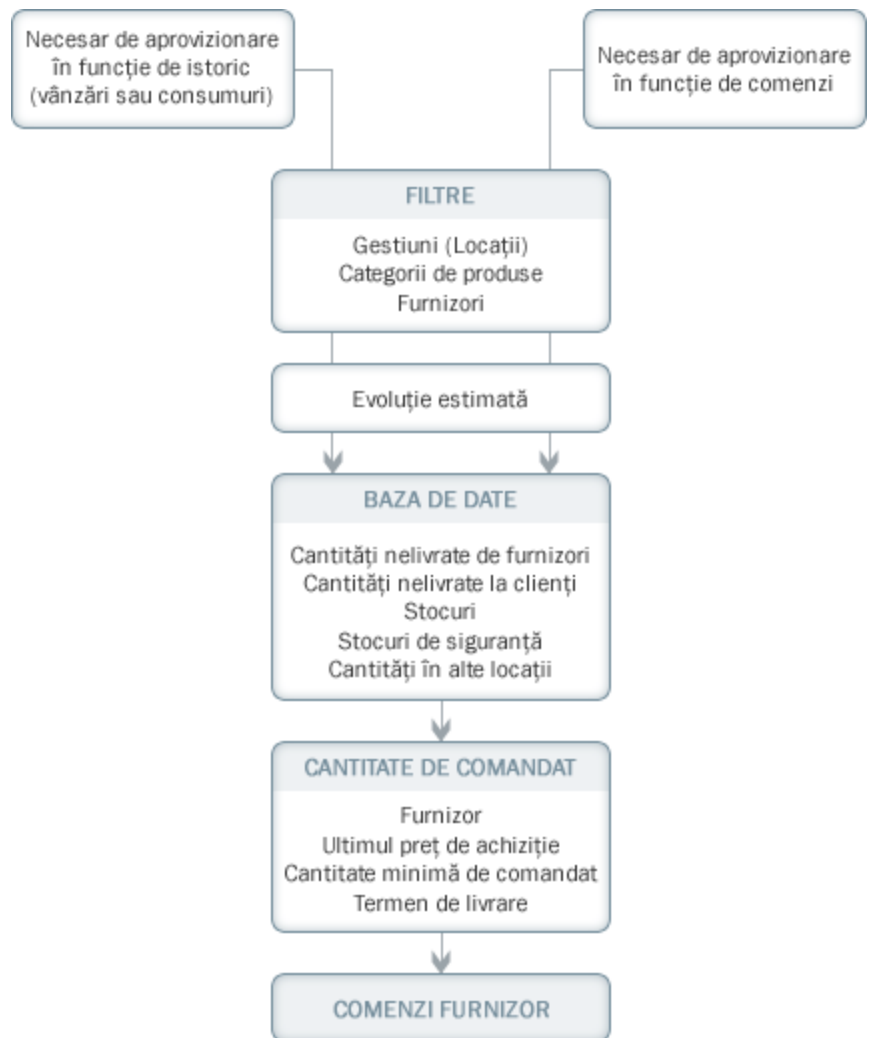 Necesar de aprovizionare
în funcție de istoric
(vânzări sau consumuri)
Necesar de aprovizionare
în funcție de comenzi
FILTRE
Gestiuni (Locații)
Categorii de produse
Furnizori
Evoluție estimată
BAZA DE DATE
Cantități nelivrate de furnizori
Cantități nelivrate la clienți
Stocuri
Stocuri de siguranță
Cantități în alte locații
CANTITATE DE COMANDAT
Furnizor
Ultimul preț de achiziție
Cantitate minimă de comandat
Termen de livrare
COMENZI FURNIZOR